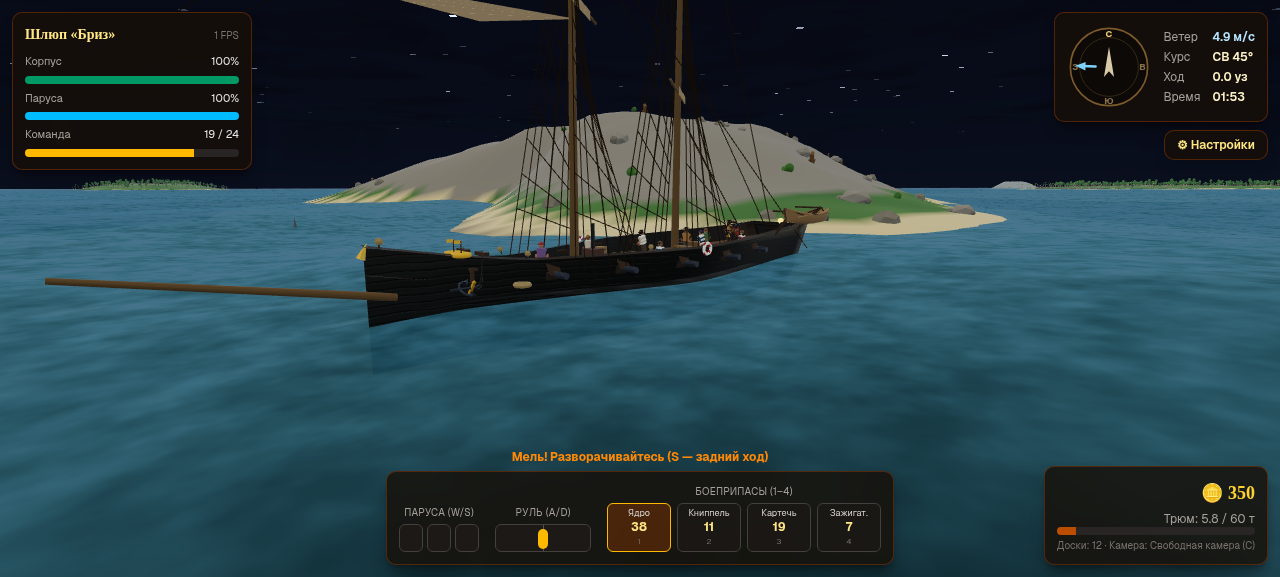 Шлюп «Бриз» 1 FPS
Корпус 100%
Паруса 100%
Команда 19 / 24
С
З В
Ю
Ветер 4.9 м/с
Курс СВ 45°
Ход 0.0 уз
Время 01:53
⚙ Настройки
Мель! Разворачивайтесь (S — задний ход)
ПАРУСА (W/S)
РУЛЬ (A/D)
БОЕПРИПАСЫ (1–4)
Ядро
38
1
Книппель
11
2
Картечь
19
3
Зажигат.
7
4
350
Трюм: 5.8 / 60 т
Доски: 12 · Камера: Свободная камера (C)